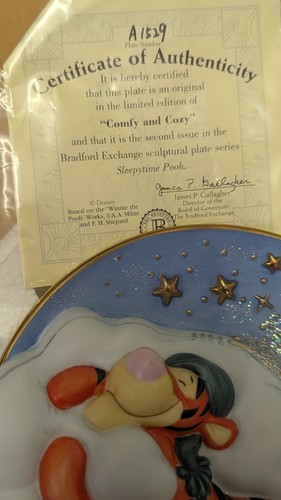 A1529
Plate Number
Certificate of Authenticity
It is hereby certified
that this plate is an original
in the limited edition of
"Comfy and Cozy"
and that it is the second issue in the
Bradford Exchange sculptural plate series
Sleepytime Pooh.
James P. Gallagher
James P. Gallagher
Director of the
Board of Governors
The Bradford Exchange
© Disney
Based on the 'Winnie the
Pooh' Works, © A.A. Milne
and E. H. Shepard
B